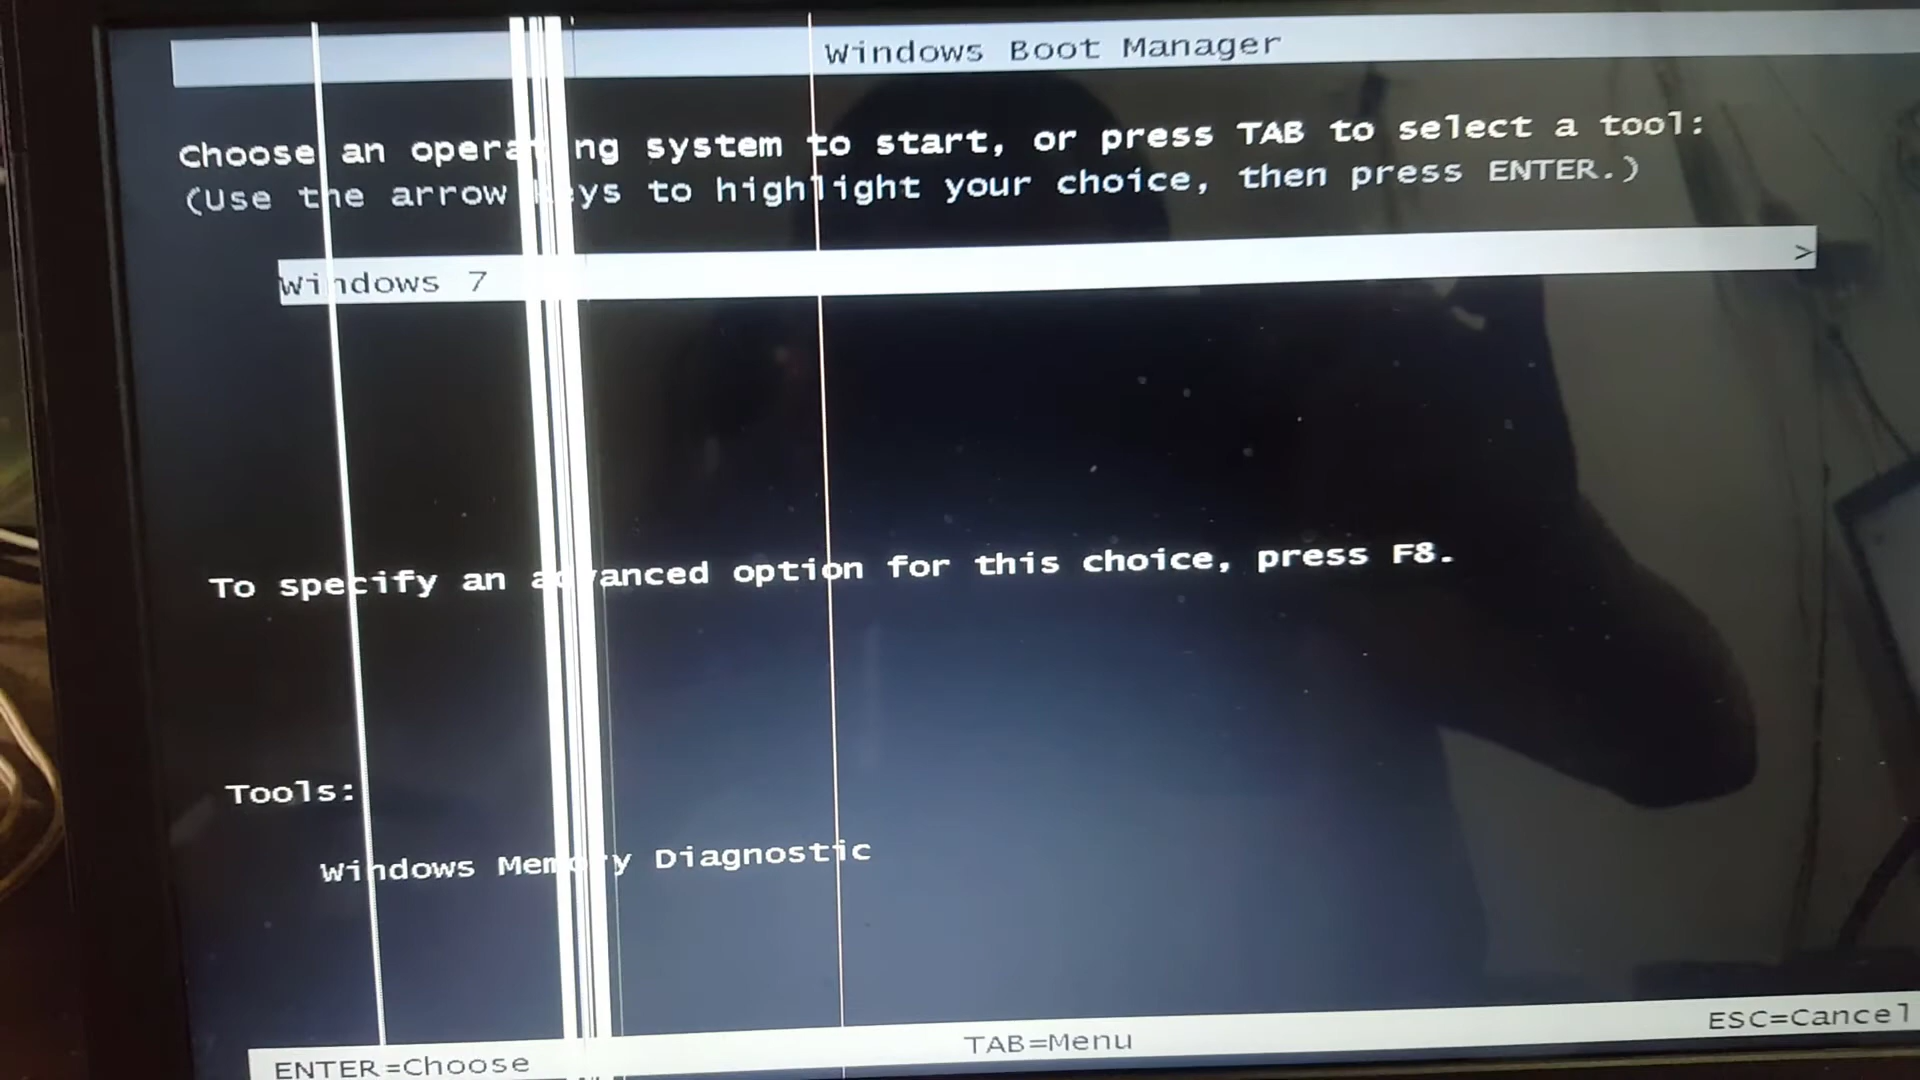 Windows Boot Manager
Choose an operating system to start, or press TAB to select a tool:
(Use the arrow keys to highlight your choice, then press ENTER.)
Windows 7 >
To specify an advanced option for this choice, press F8.
Tools:
Windows Memory Diagnostic
ENTER=Choose TAB=Menu ESC=Cancel